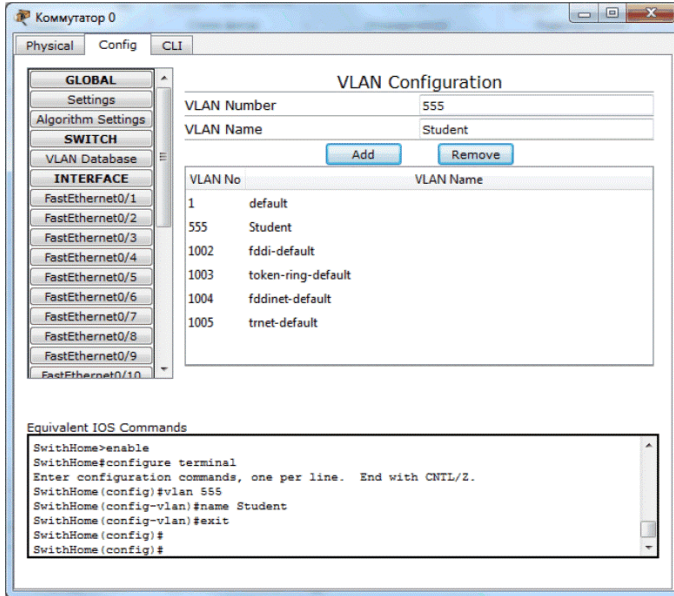 Коммутатор 0
Physical Config CLI
GLOBAL
Settings
Algorithm Settings
SWITCH
VLAN Database
INTERFACE
FastEthernet0/1
FastEthernet0/2
FastEthernet0/3
FastEthernet0/4
FastEthernet0/5
FastEthernet0/6
FastEthernet0/7
FastEthernet0/8
FastEthernet0/9
FastEthernet0/10
VLAN Configuration
VLAN Number 555
VLAN Name Student
Add Remove
VLAN No VLAN Name
1 default
555 Student
1002 fddi-default
1003 token-ring-default
1004 fddinet-default
1005 trnet-default
Equivalent IOS Commands
SwithHome>enable
SwithHome#configure terminal
Enter configuration commands, one per line. End with CNTL/Z.
SwithHome(config)#vlan 555
SwithHome(config-vlan)#name Student
SwithHome(config-vlan)#exit
SwithHome(config)#
SwithHome(config)#